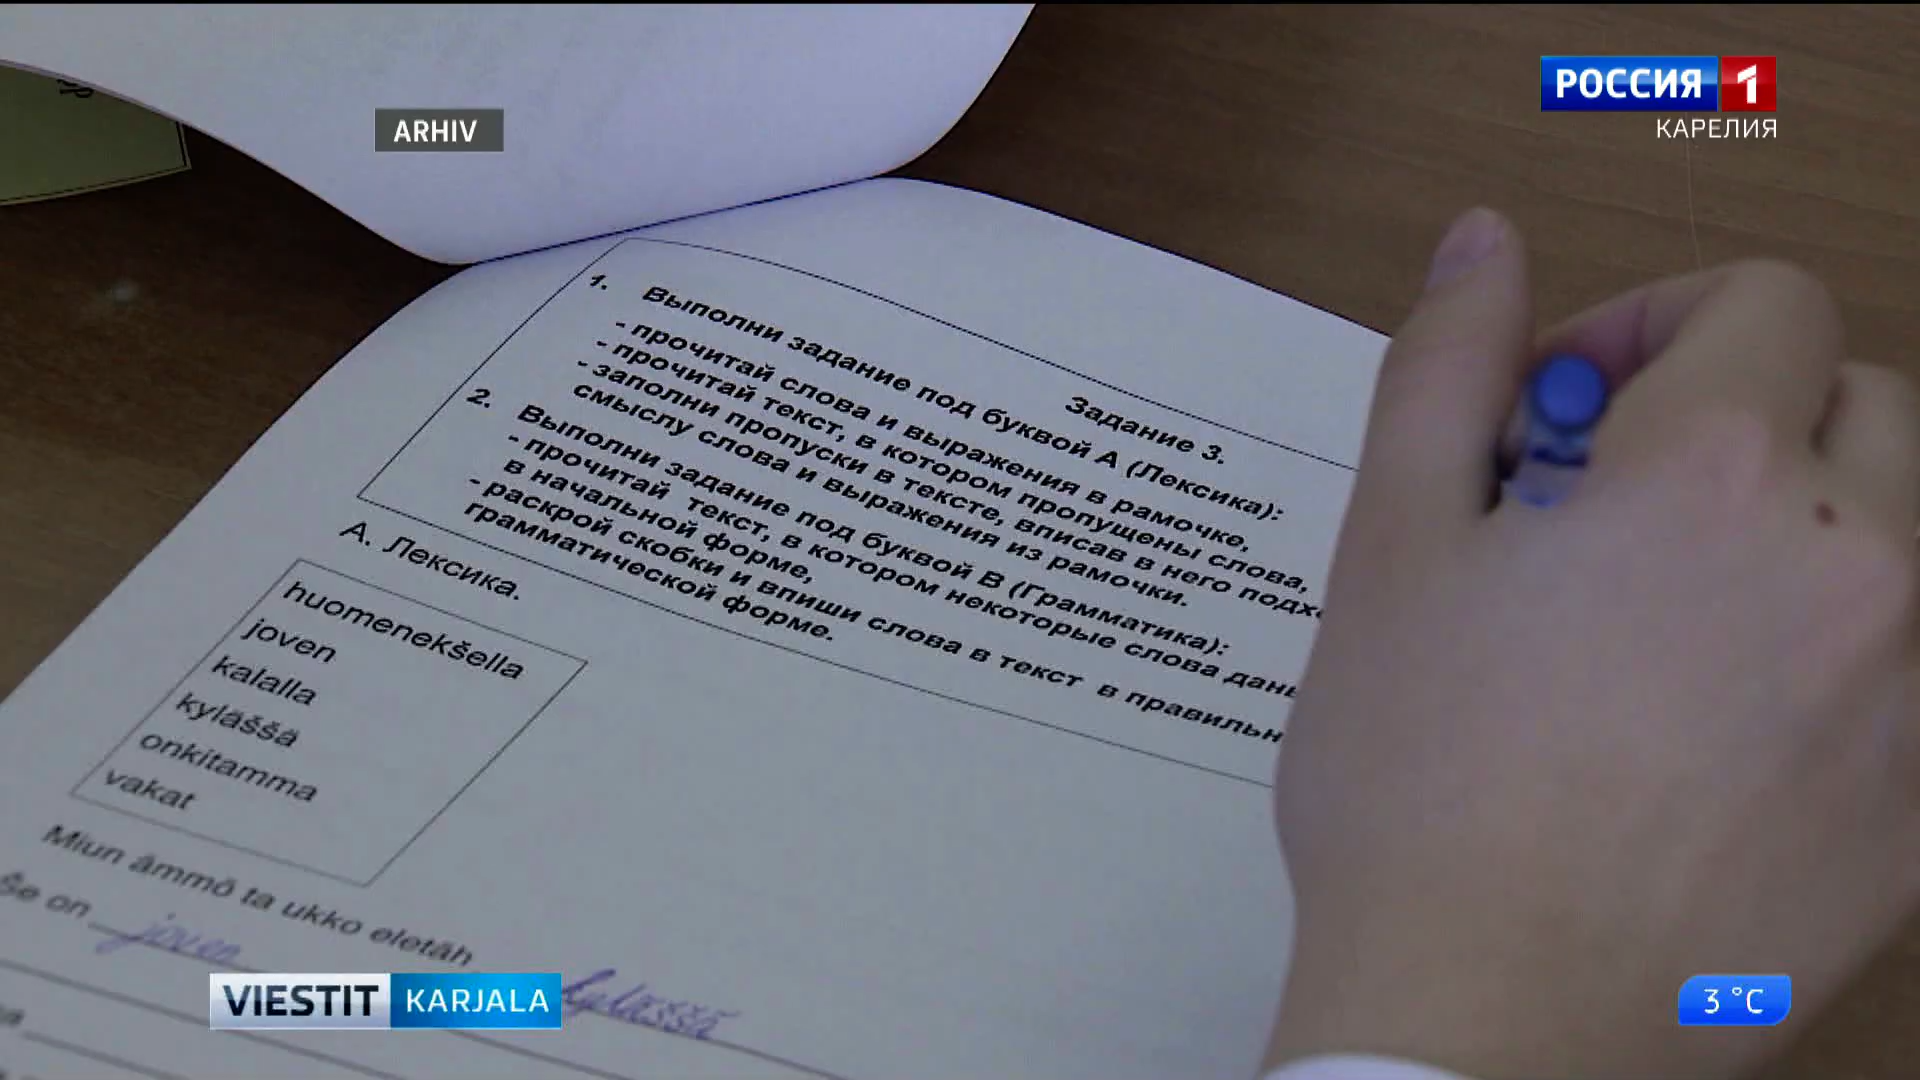 ARHIV
РОССИЯ 1
КАРЕЛИЯ
Задание 3.
1. Выполни задание под буквой А (Лексика):
- прочитай слова и выражения в рамочке,
- прочитай текст, в котором пропущены слова,
- заполни пропуски в тексте, вписав в него подх
смыслу слова и выражения из рамочки.
2. Выполни задание под буквой В (Грамматика):
- прочитай текст, в котором некоторые слова дан
в начальной форме,
- раскрой скобки и впиши слова в текст в правильн
грамматической форме.
А. Лексика.
huomenekšella
joven
kalalla
kyläššä
onkitamma
vakat
Miun ämmö ta ukko eletäh kyläššä
Še on joven
VIESTIT KARJALA
3 °C